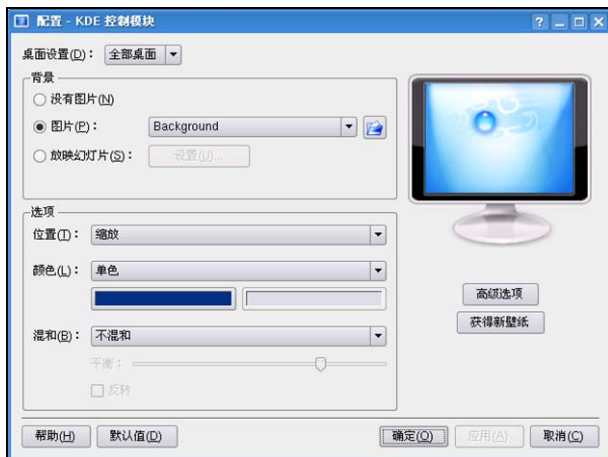 配置 - KDE 控制模块
桌面设置(D)： 全部桌面
背景
没有图片(N)
图片(P)： Background
放映幻灯片(S)： 设置(U)...
选项
位置(T)： 缩放
颜色(L)： 单色
高级选项
获得新壁纸
混和(B)： 不混和
平衡：
反转
帮助(H) 默认值(D) 确定(O) 应用(A) 取消(C)